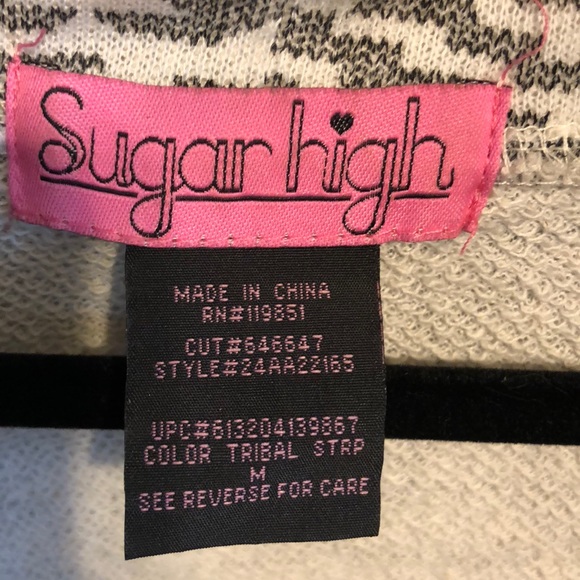 Sugar high
MADE IN CHINA
RN#119851
CUT#646647
STYLE#24AA22165
UPC#613204139867
COLOR TRIBAL STRP
M
SEE REVERSE FOR CARE